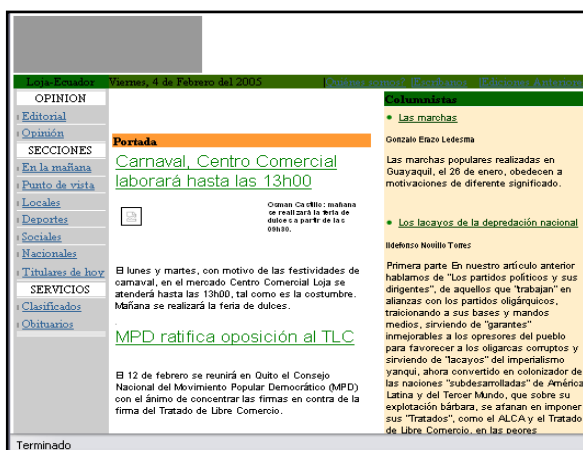 Loja-Ecuador
Viernes, 4 de Febrero del 2005
¿Quiénes somos?
Escríbanos
Ediciones Anteriores
OPINION
Editorial
Opinión
SECCIONES
En la mañana
Punto de vista
Locales
Deportes
Sociales
Nacionales
Titulares de hoy
SERVICIOS
Clasificados
Obituarios
Portada
Carnaval, Centro Comercial
laborará hasta las 13h00
Osman Castillo: mañana
se realizará la feria de
dulces a partir de las
09h30.
El lunes y martes, con motivo de las festividades de
carnaval, en el mercado Centro Comercial Loja se
atenderá hasta las 13h00, tal como es la costumbre.
Mañana se realizará la feria de dulces.
MPD ratifica oposición al TLC
El 12 de febrero se reunirá en Quito el Consejo
Nacional del Movimiento Popular Democrático (MPD)
con el ánimo de concentrar las firmas en contra de la
firma del Tratado de Libre Comercio.
Columnistas
Las marchas
Gonzalo Erazo Ledesma
Las marchas populares realizadas en
Guayaquil, el 26 de enero, obedecen a
motivaciones de diferente significado.
Los lacayos de la depredación nacional
Ildefonso Novillo Torres
Primera parte En nuestro artículo anterior
hablamos de "Los partidos políticos y sus
dirigentes", de aquellos que "trabajan" en
alianzas con los partidos oligárquicos,
traicionando a sus bases y mandos
medios, sirviendo de "garantes"
inmejorables a los opresores del pueblo
para favorecer a los oligarcas corruptos y
sirviendo de "lacayos" del imperialismo
yanqui, ahora convertido en colonizador de
las naciones "subdesarrolladas" de América
Latina y del Tercer Mundo, que sobre su
explotación bárbara, se afanan en imponer
sus "Tratados", como el ALCA y el Tratado
de Libre Comercio, en las peores
Terminado